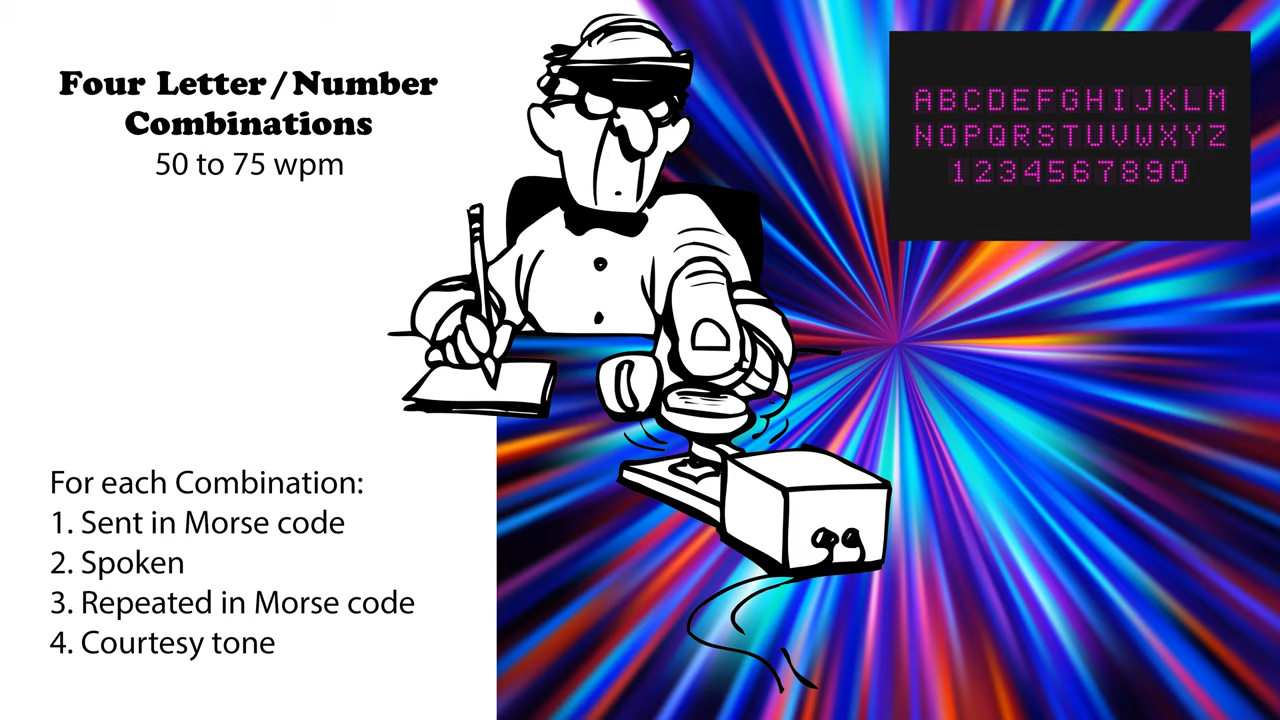 Four Letter/Number
Combinations
50 to 75 wpm
ABCDEFGHIJKLM
NOPQRSTUVWXYZ
1234567890
For each Combination:
1. Sent in Morse code
2. Spoken
3. Repeated in Morse code
4. Courtesy tone